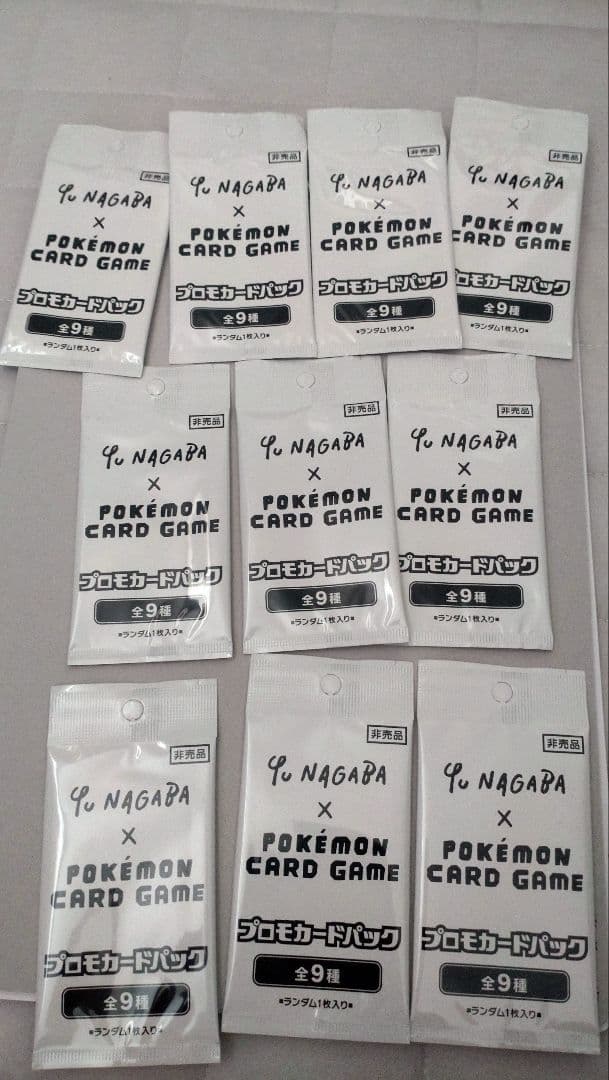 非売品
Yu NAGABA
×
POKÉMON
CARD GAME
プロモカードパック
全9種
■ランダム1枚入り■
非売品
Yu NAGABA
×
POKÉMON
CARD GAME
プロモカードパック
全9種
■ランダム1枚入り■
非売品
Yu NAGABA
×
POKÉMON
CARD GAME
プロモカードパック
全9種
■ランダム1枚入り■
非売品
Yu NAGABA
×
POKÉMON
CARD GAME
プロモカードパック
全9種
■ランダム1枚入り■
非売品
Yu NAGABA
×
POKÉMON
CARD GAME
プロモカードパック
全9種
■ランダム1枚入り■
非売品
Yu NAGABA
×
POKÉMON
CARD GAME
プロモカードパック
全9種
■ランダム1枚入り■
非売品
Yu NAGABA
×
POKÉMON
CARD GAME
プロモカードパック
全9種
■ランダム1枚入り■
非売品
Yu NAGABA
×
POKÉMON
CARD GAME
プロモカードパック
全9種
■ランダム1枚入り■
非売品
Yu NAGABA
×
POKÉMON
CARD GAME
プロモカードパック
全9種
■ランダム1枚入り■
非売品
Yu NAGABA
×
POKÉMON
CARD GAME
プロモカードパック
全9種
■ランダム1枚入り■